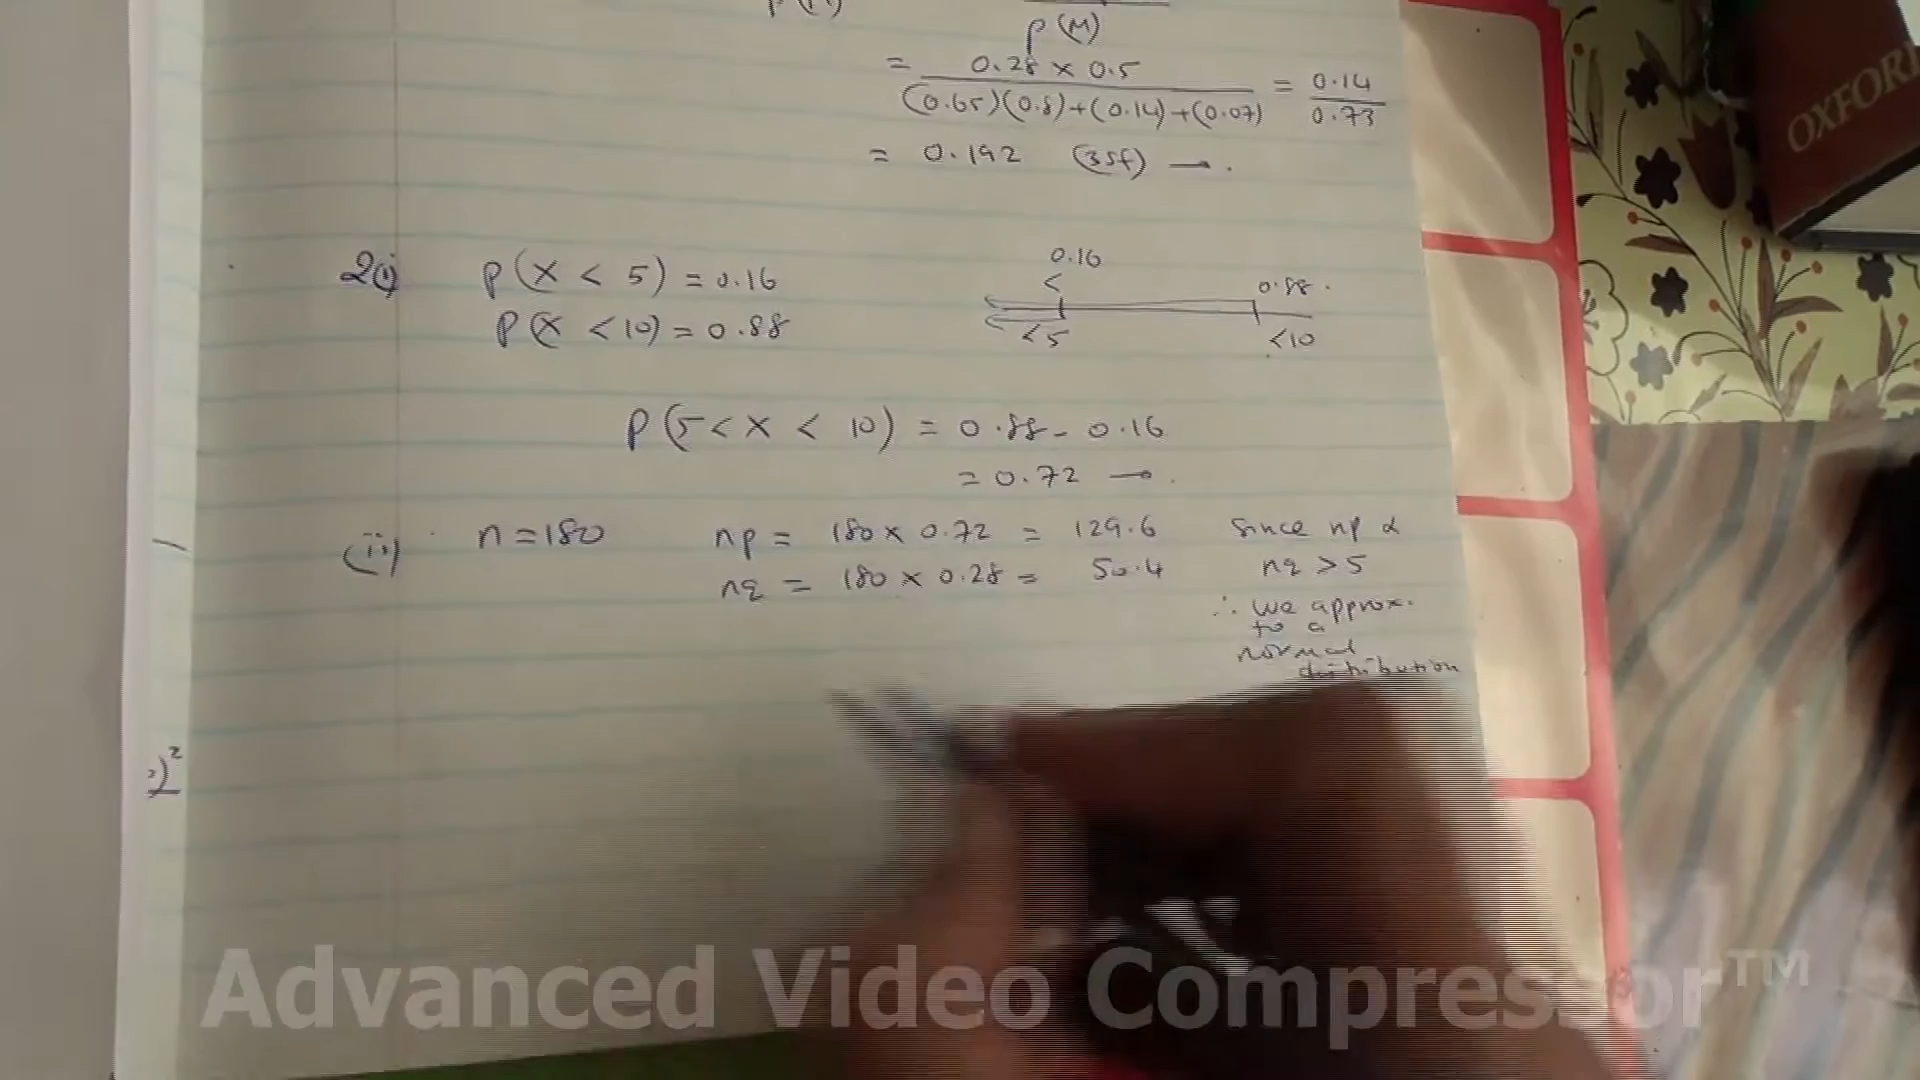 P(M)
= 0.28 x 0.5 / (0.65)(0.8)+(0.14)+(0.07) = 0.14 / 0.73
= 0.192 (3sf)
2(i) P(X < 5) = 0.16
P(X < 10) = 0.88
0.16
<
0.88.
<5
<10
P(5 < X < 10) = 0.88 - 0.16
= 0.72
(ii) n = 180 np = 180 x 0.72 = 129.6 Since np &
nq = 180 x 0.28 = 50.4 nq > 5
∴ we approx.
to a
normal
distribution
)²
OXFORD
Advanced Video Compressor™